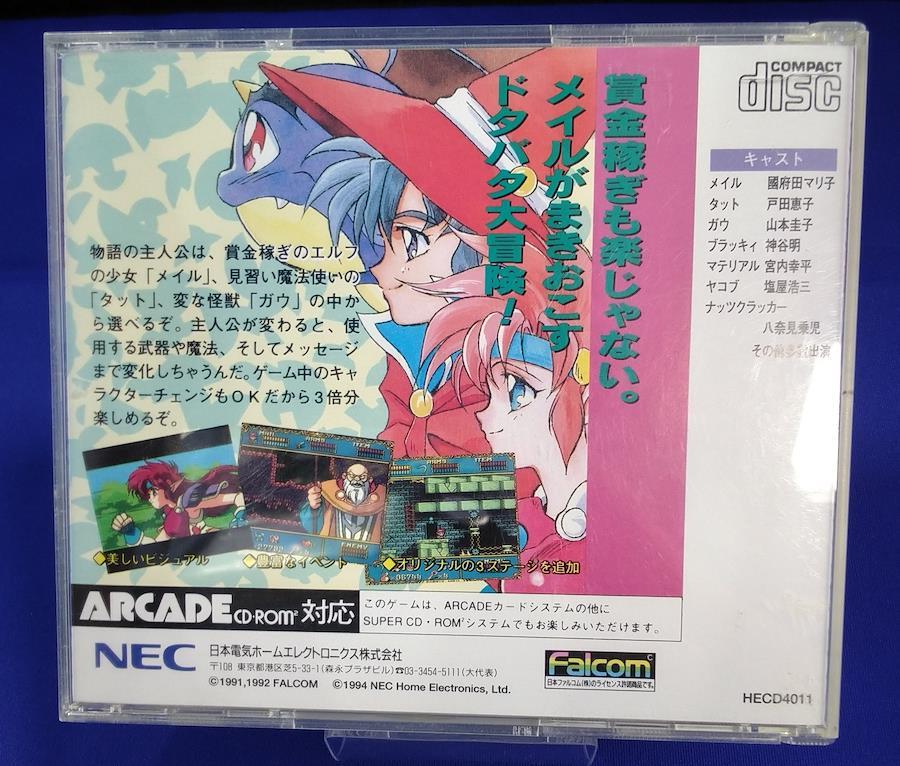 COMPACT
disc
賞金稼ぎも楽じゃない。
メイルがまきおこす
ドタバタ大冒険!
キャスト
メイル 國府田マリ子
タット 戸田恵子
ガウ 山本圭子
ブラッキィ 神谷明
マテリアル 宮内幸平
ヤコブ 塩屋浩三
ナッツクラッカー
八奈見乗児
その他多数出演
物語の主人公は、賞金稼ぎのエルフ
の少女「メイル」、見習い魔法使いの
「タット」、変な怪獣「ガウ」の中か
ら選べるぞ。主人公が変わると、使
用する武器や魔法、そしてメッセージ
まで変化しちゃうんだ。ゲーム中のキャ
ラクターチェンジもOKだから3倍分
楽しめるぞ。
ARMS ITEM
ENEMY
ARMS ITEM
◆美しいビジュアル
◆豊富なイベント
◆オリジナルの3ステージを追加
ARCADE CD-ROM² 対応
このゲームは、ARCADEカードシステムの他に
SUPER CD・ROM²システムでもお楽しみいただけます。
NEC
日本電気ホームエレクトロニクス株式会社
〒108 東京都港区芝5-33-1(森永プラザビル)☎03-3454-5111(大代表)
©1991,1992 FALCOM ©1994 NEC Home Electronics, Ltd.
Falcom
日本ファルコム(株)のライセンス許諾商品です。
HECD4011